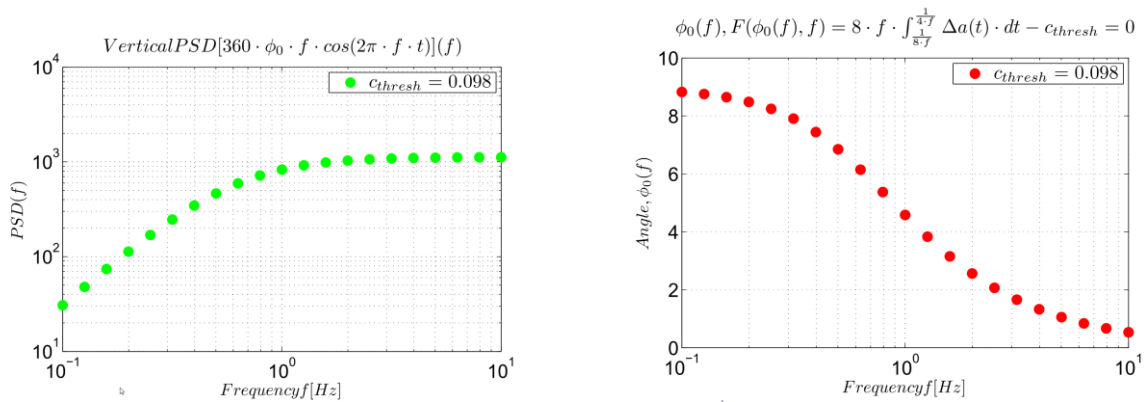 VerticalPSD[360 · ϕ₀ · f · cos(2π · f · t)](f)
10⁴
c_thresh = 0.098
10³
PSD(f)
10²
10¹
10⁻¹ 10⁰ 10¹
Frequencyf[Hz]
ϕ₀(f), F(ϕ₀(f), f) = 8 · f · ∫_{1/(8·f)}^{1/(4·f)} Δa(t) · dt − c_thresh = 0
10
c_thresh = 0.098
8
6
Angle, ϕ₀(f)
4
2
0
10⁻¹ 10⁰ 10¹
Frequencyf[Hz]